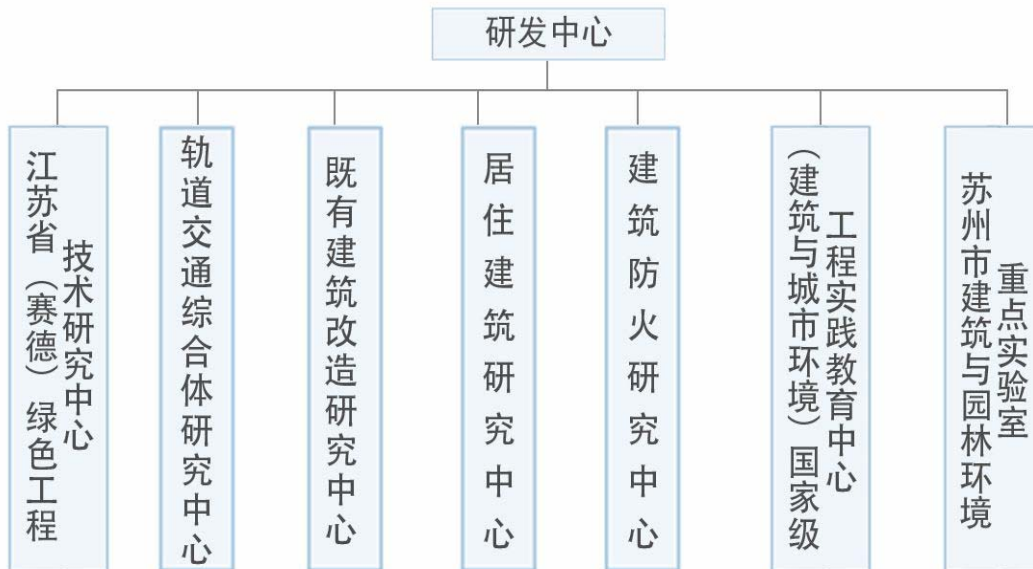 研发中心
江苏省（赛德）绿色工程
技术研究中心
轨道交通综合体研究中心
既有建筑改造研究中心
居住建筑研究中心
建筑防火研究中心
（建筑与城市环境）国家级
工程实践教育中心
苏州市建筑与园林环境
重点实验室